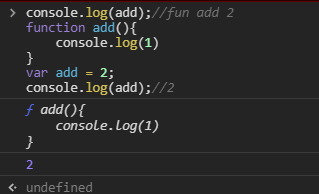 console.log(add);//fun add 2
function add(){
    console.log(1)
}
var add = 2;
console.log(add);//2
ƒ add(){
    console.log(1)
}
2
undefined